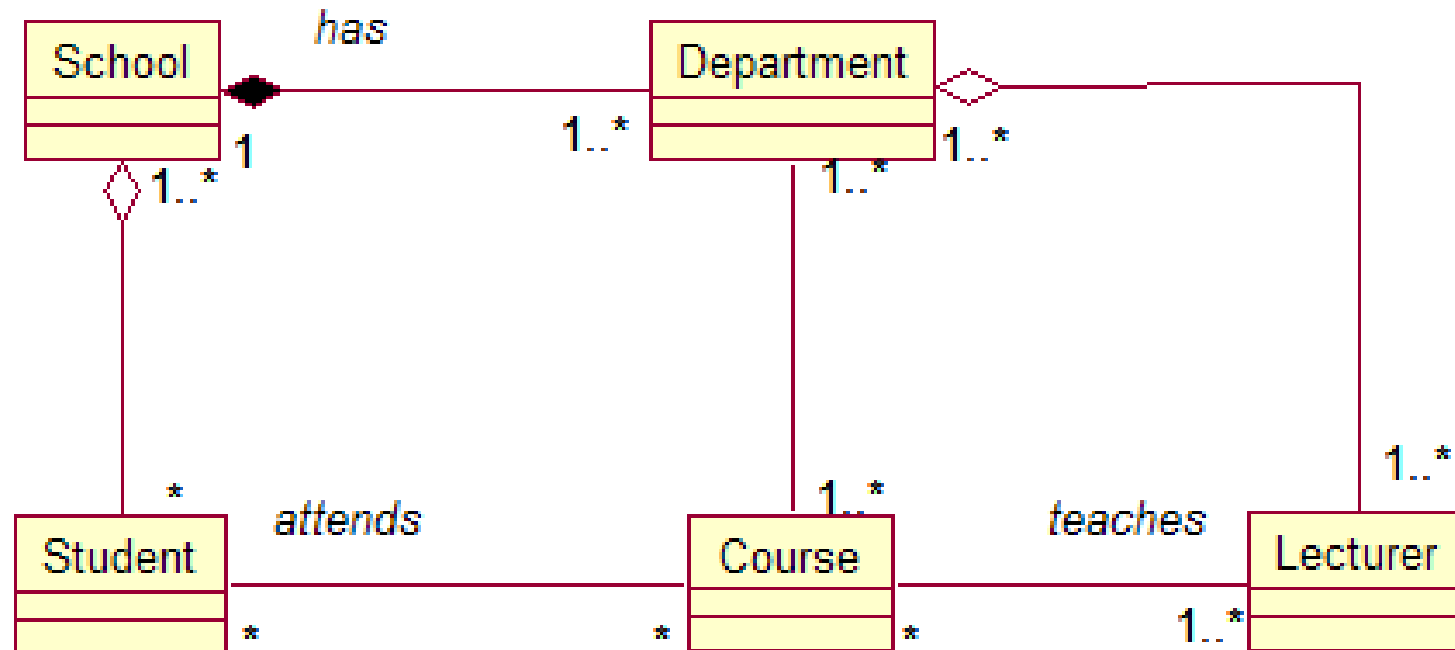 has
School
Department
1..*
1
1..*
1..*
1..*
1..*
*
1..*
attends
teaches
Student
Course
Lecturer
*
*
*
1..*